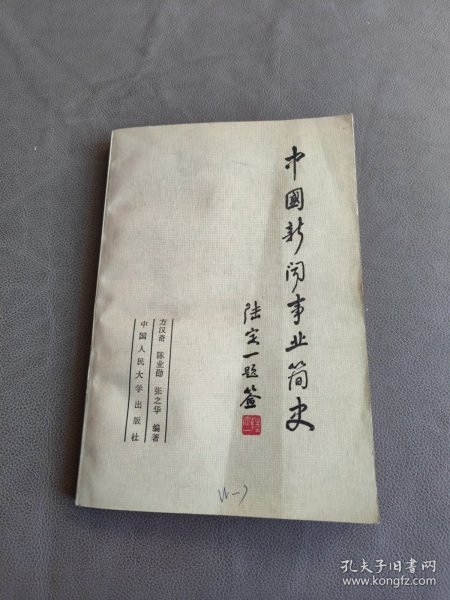 中國新闻事业简史
陆定一题签
方汉奇 陈业劭 张之华 编著
中国人民大学出版社
孔夫子旧书网
www.kongfz.com